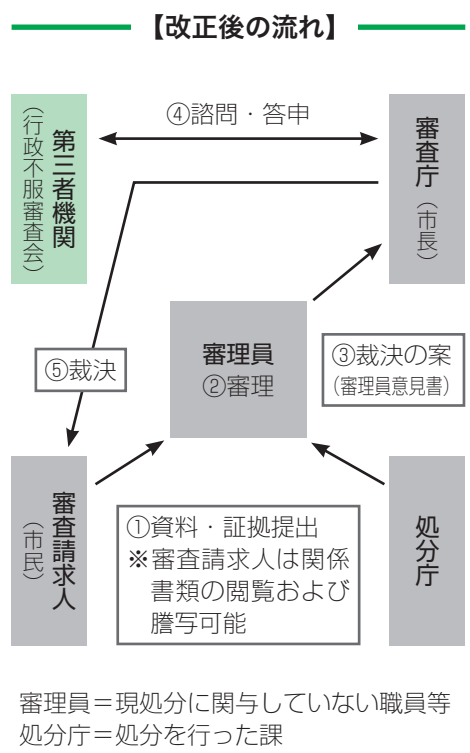 【改正後の流れ】
④諮問・答申
第三者機関
（行政不服審査会）
審査庁
（市長）
審理員
②審理
③裁決の案
（審理員意見書）
⑤裁決
審査請求人
（市民）
①資料・証拠提出
※審査請求人は関係
書類の閲覧および
謄写可能
処分庁
審理員＝現処分に関与していない職員等
処分庁＝処分を行った課